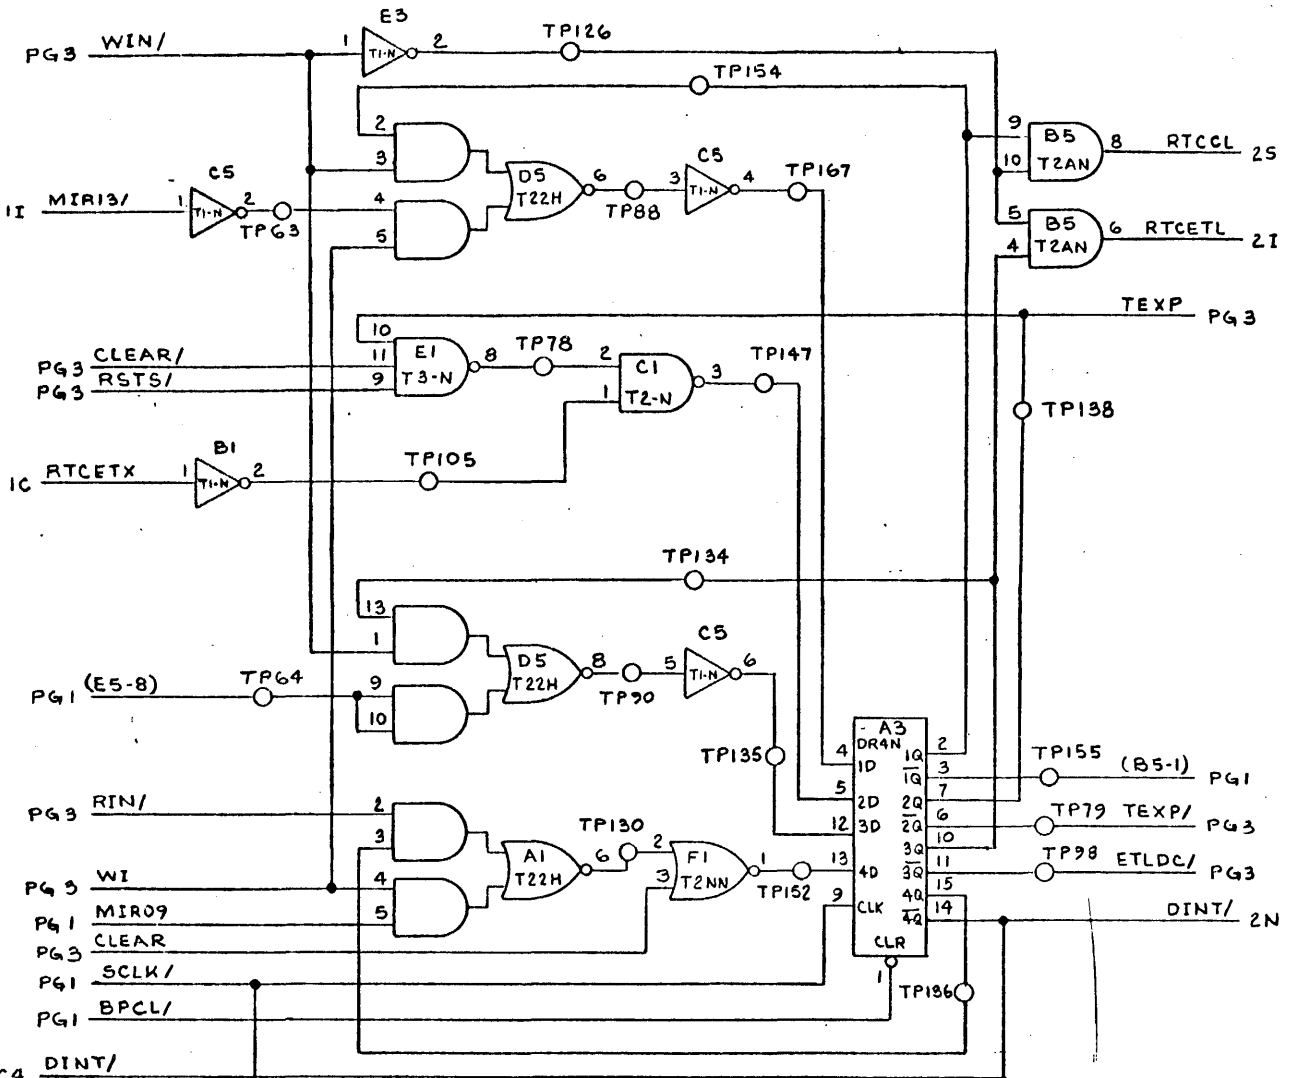 E3
PG3 WIN/ 1 T1-N 2 TP126
TP154
2
3
9 B5 8 RTCCL 2S
10 T2AN
C5
D5 6
T22H
TP88
3 T1-N 4
TP167
C5
1I MIR13/ 1 T1-N 2 TP63 4
5
5 B5 6 RTCETL 2I
4 T2AN
TEXP PG3
10
PG3 CLEAR/ 11 E1 8 TP78 2 C1 3 TP147
PG3 RSTS/ 9 T3-N 1 T2-N
TP138
B1
1C RTCETX 1 T1-N 2 TP105
TP134
13
1
C5
D5 8 TP90 5 T1-N 6
T22H
PG1 (E5-8) TP64 9
10
TP135
A3
DR4N
4 1D 1Q 2
1Q 3 TP155 (B5-1) PG1
5 2D 2Q 7
12 3D 2Q 6 TP79 TEXP/ PG3
3Q 10
13 4D 3Q 11 TP98 ETLDC/ PG3
4Q 15
9 CLK 4Q 14 DINT/ 2N
CLR
1
TP136
PG3 RIN/ 2
3
A1 6 TP130 2 F1 1 TP152
T22H 3 T2NN
PG3 WI 4
PG1 MIR09 5
PG3 CLEAR
PG1 SCLK/
PG1 BPCL/
C4 DINT/